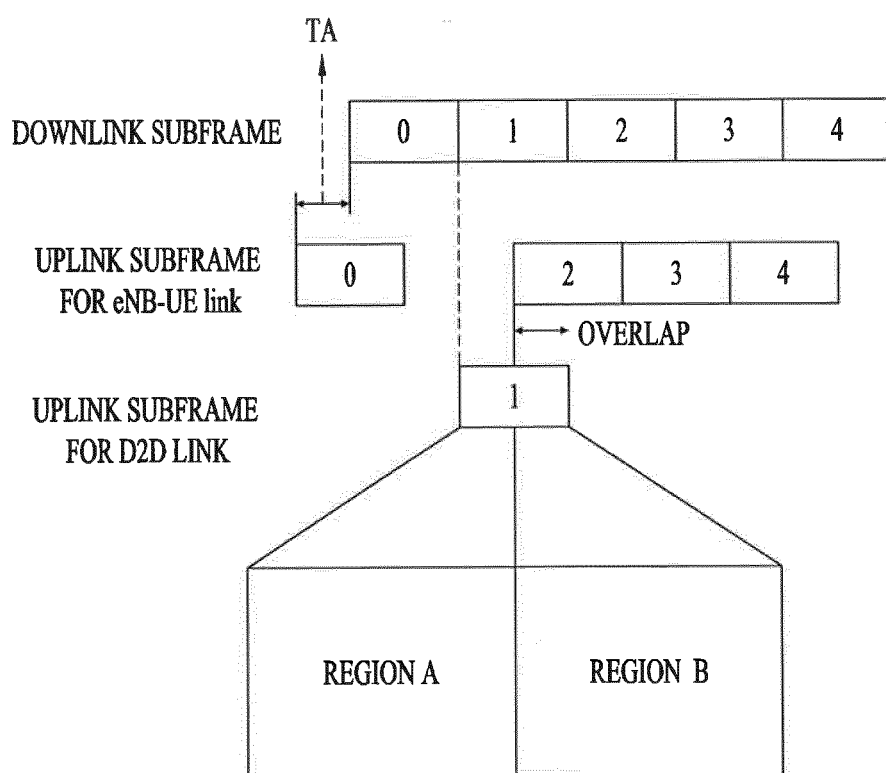 TA
DOWNLINK SUBFRAME 0 1 2 3 4
UPLINK SUBFRAME
FOR eNB-UE link
0 2 3 4
OVERLAP
UPLINK SUBFRAME
FOR D2D LINK
1
REGION A REGION B